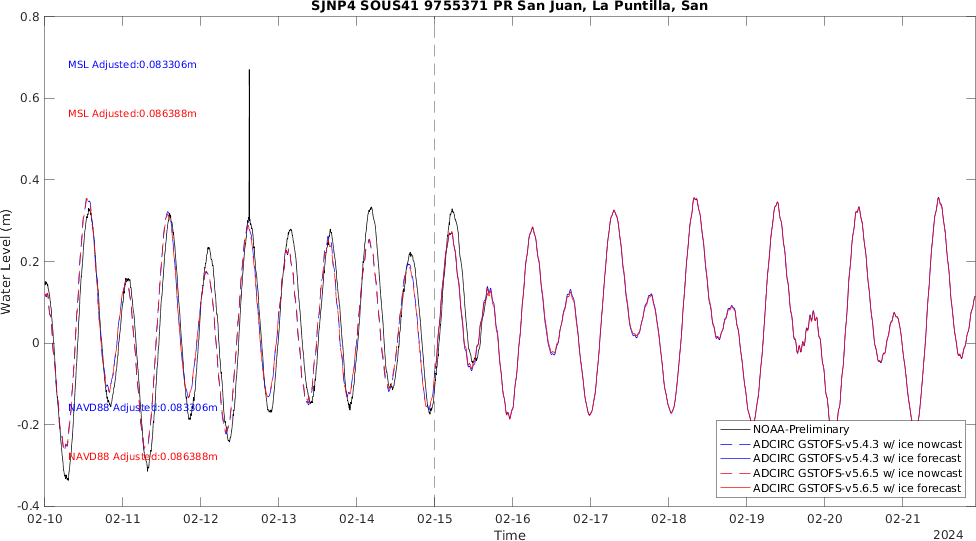 SJNP4 SOUS41 9755371 PR San Juan, La Puntilla, San
0.8
0.6
0.4
0.2
0
-0.2
-0.4
Water Level (m)
MSL Adjusted:0.083306m
MSL Adjusted:0.086388m
NAVD88 Adjusted:0.083306m
NAVD88 Adjusted:0.086388m
NOAA-Preliminary
ADCIRC GSTOFS-v5.4.3 w/ ice nowcast
ADCIRC GSTOFS-v5.4.3 w/ ice forecast
ADCIRC GSTOFS-v5.6.5 w/ ice nowcast
ADCIRC GSTOFS-v5.6.5 w/ ice forecast
02-10 02-11 02-12 02-13 02-14 02-15 02-16 02-17 02-18 02-19 02-20 02-21
Time
2024